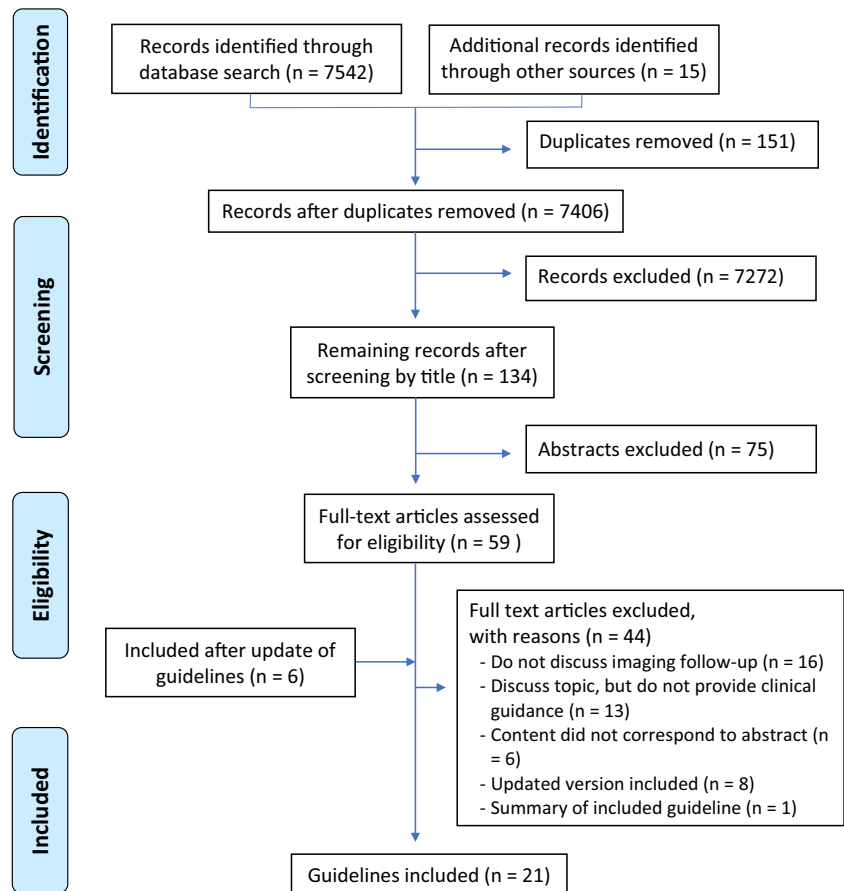 Identification
Records identified through
database search (n = 7542)
Additional records identified
through other sources (n = 15)
Duplicates removed (n = 151)
Records after duplicates removed (n = 7406)
Screening
Records excluded (n = 7272)
Remaining records after
screening by title (n = 134)
Abstracts excluded (n = 75)
Eligibility
Full-text articles assessed
for eligibility (n = 59 )
Included after update of
guidelines (n = 6)
Full text articles excluded,
with reasons (n = 44)
- Do not discuss imaging follow-up (n = 16)
- Discuss topic, but do not provide clinical
guidance (n = 13)
- Content did not correspond to abstract (n
= 6)
- Updated version included (n = 8)
- Summary of included guideline (n = 1)
Included
Guidelines included (n = 21)